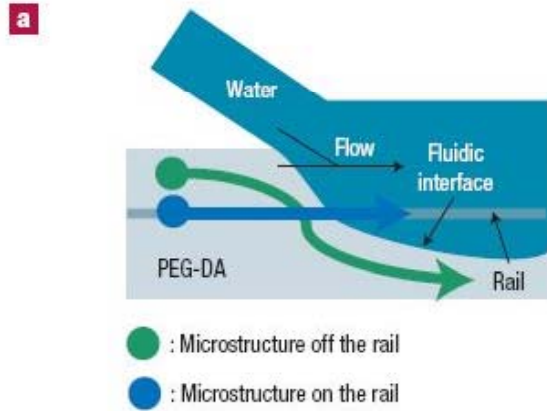 a
Water
Flow
Fluidic
interface
PEG-DA
Rail
: Microstructure off the rail
: Microstructure on the rail